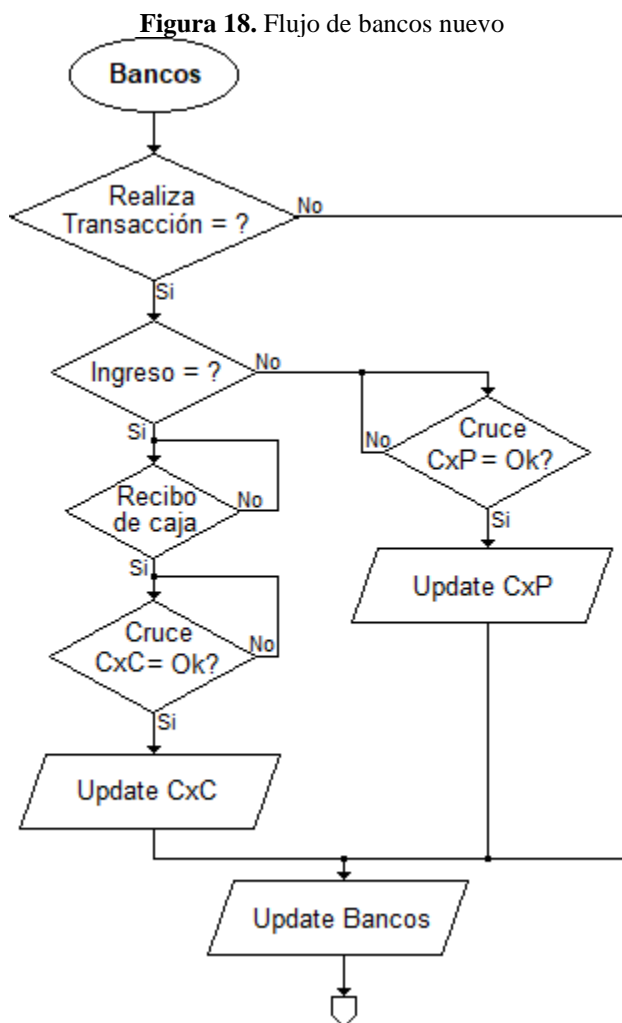 Figura 18. Flujo de bancos nuevo
Bancos
Realiza
Transacción = ?
No
Si
Ingreso = ?
No
Si
Cruce
CxP = Ok?
No
Si
Recibo
de caja
No
Si
Update CxP
Cruce
CxC = Ok?
No
Si
Update CxC
Update Bancos